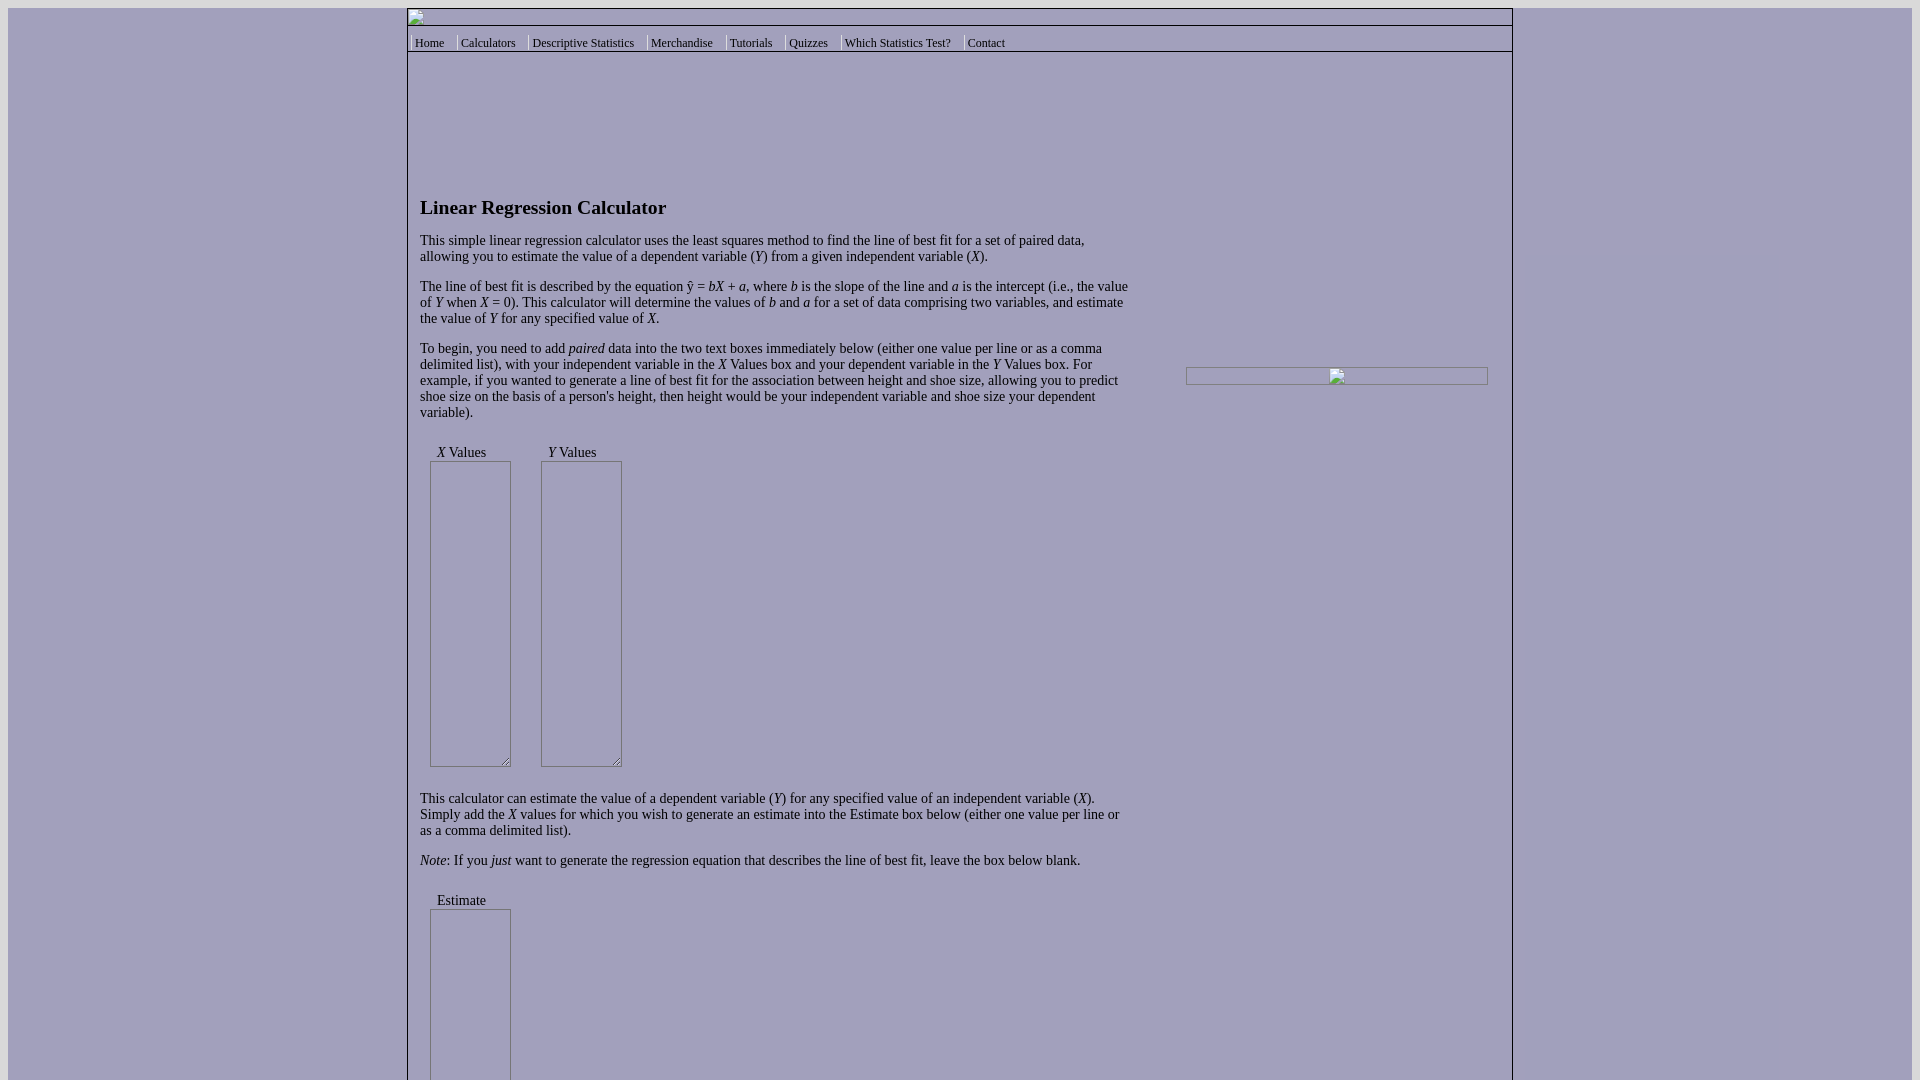 Home Calculators Descriptive Statistics Merchandise Tutorials Quizzes Which Statistics Test? Contact
Linear Regression Calculator
This simple linear regression calculator uses the least squares method to find the line of best fit for a set of paired data,
allowing you to estimate the value of a dependent variable (Y) from a given independent variable (X).
The line of best fit is described by the equation ŷ = bX + a, where b is the slope of the line and a is the intercept (i.e., the value
of Y when X = 0). This calculator will determine the values of b and a for a set of data comprising two variables, and estimate
the value of Y for any specified value of X.
To begin, you need to add paired data into the two text boxes immediately below (either one value per line or as a comma
delimited list), with your independent variable in the X Values box and your dependent variable in the Y Values box. For
example, if you wanted to generate a line of best fit for the association between height and shoe size, allowing you to predict
shoe size on the basis of a person's height, then height would be your independent variable and shoe size your dependent
variable).
X Values Y Values
This calculator can estimate the value of a dependent variable (Y) for any specified value of an independent variable (X).
Simply add the X values for which you wish to generate an estimate into the Estimate box below (either one value per line or
as a comma delimited list).
Note: If you just want to generate the regression equation that describes the line of best fit, leave the box below blank.
Estimate